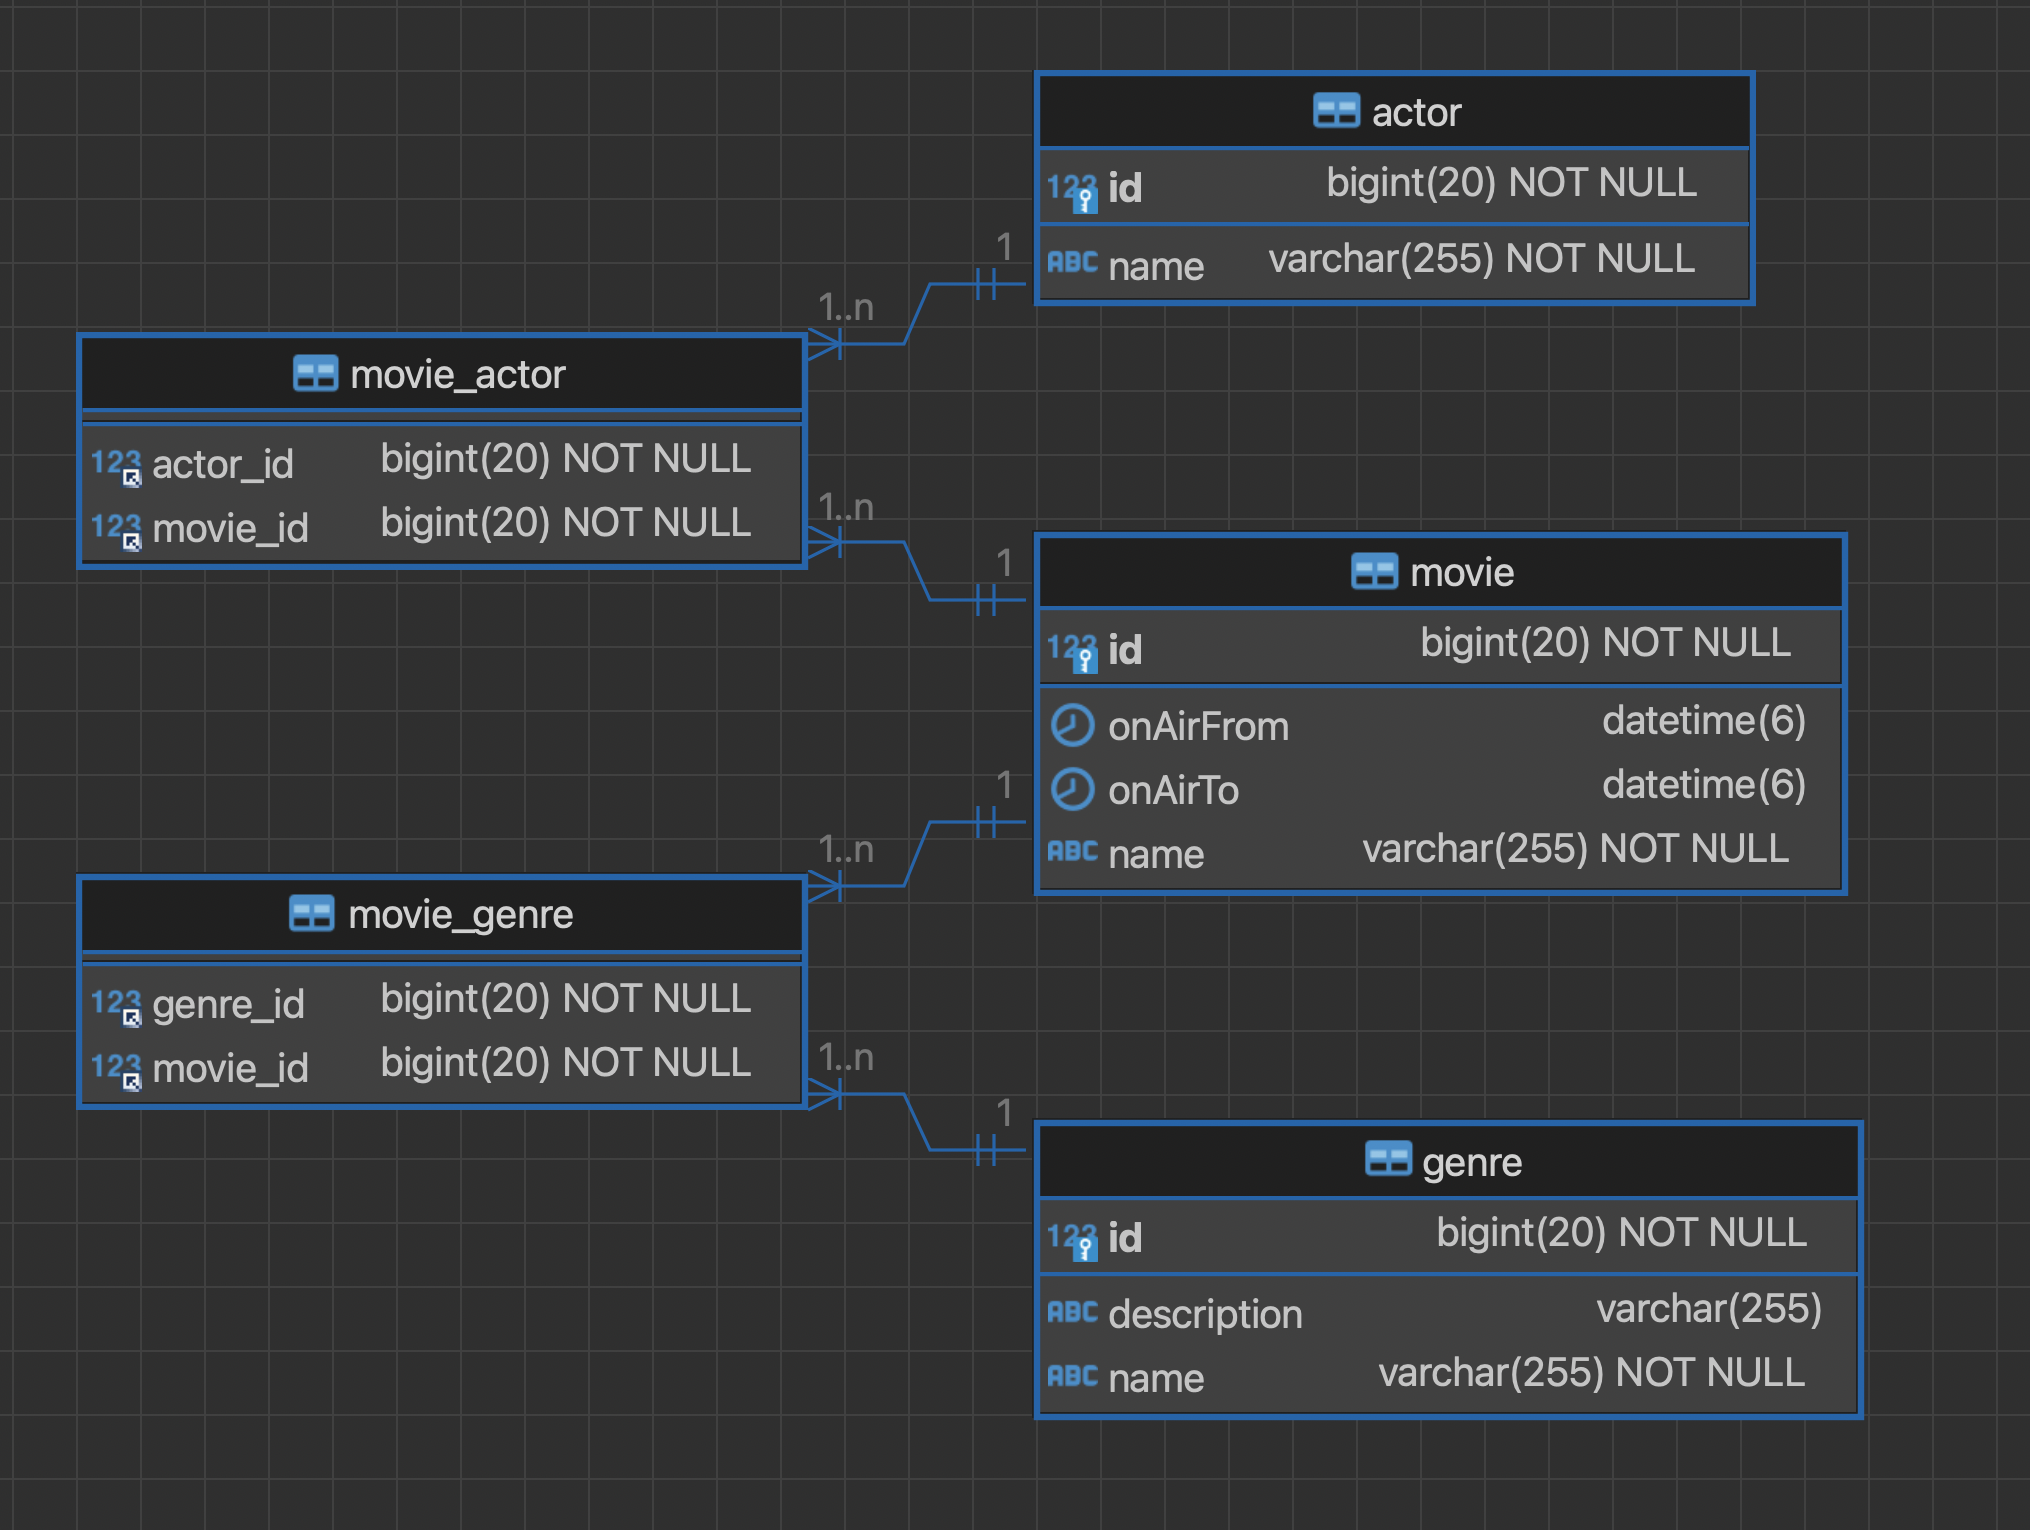 actor
123 id bigint(20) NOT NULL
ABC name varchar(255) NOT NULL
1
1..n
movie_actor
123 actor_id bigint(20) NOT NULL
123 movie_id bigint(20) NOT NULL
1..n
1
movie
123 id bigint(20) NOT NULL
onAirFrom datetime(6)
onAirTo datetime(6)
ABC name varchar(255) NOT NULL
1
1..n
movie_genre
123 genre_id bigint(20) NOT NULL
123 movie_id bigint(20) NOT NULL
1..n
1
genre
123 id bigint(20) NOT NULL
ABC description varchar(255)
ABC name varchar(255) NOT NULL